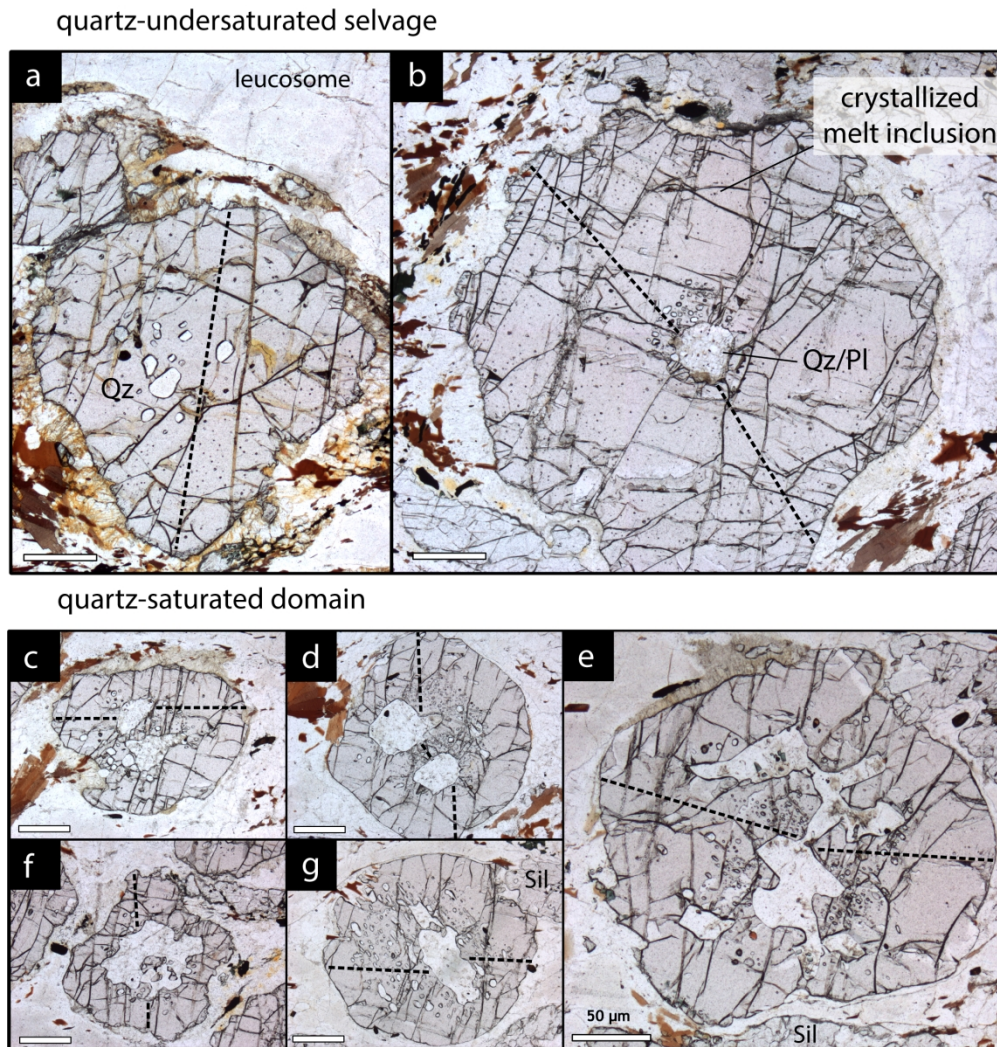 quartz-undersaturated selvage
a
leucosome
Qz
b
crystallized
melt inclusion
Qz/Pl
quartz-saturated domain
c
d
e
f
g
Sil
50 µm
Sil